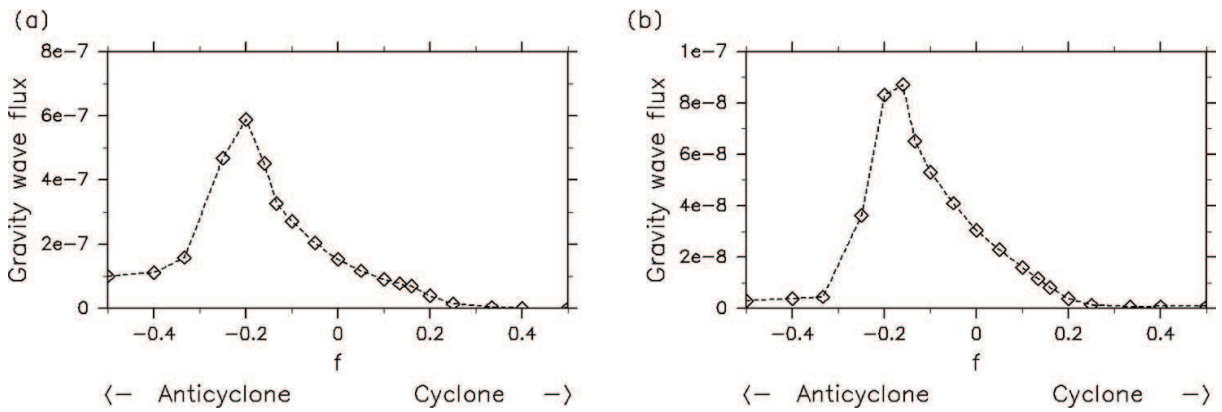 (a)
8e-7
6e-7
4e-7
2e-7
0
Gravity wave flux
-0.4 -0.2 0 0.2 0.4
f
<- Anticyclone Cyclone ->
(b)
1e-7
8e-8
6e-8
4e-8
2e-8
0
Gravity wave flux
-0.4 -0.2 0 0.2 0.4
f
<- Anticyclone Cyclone ->